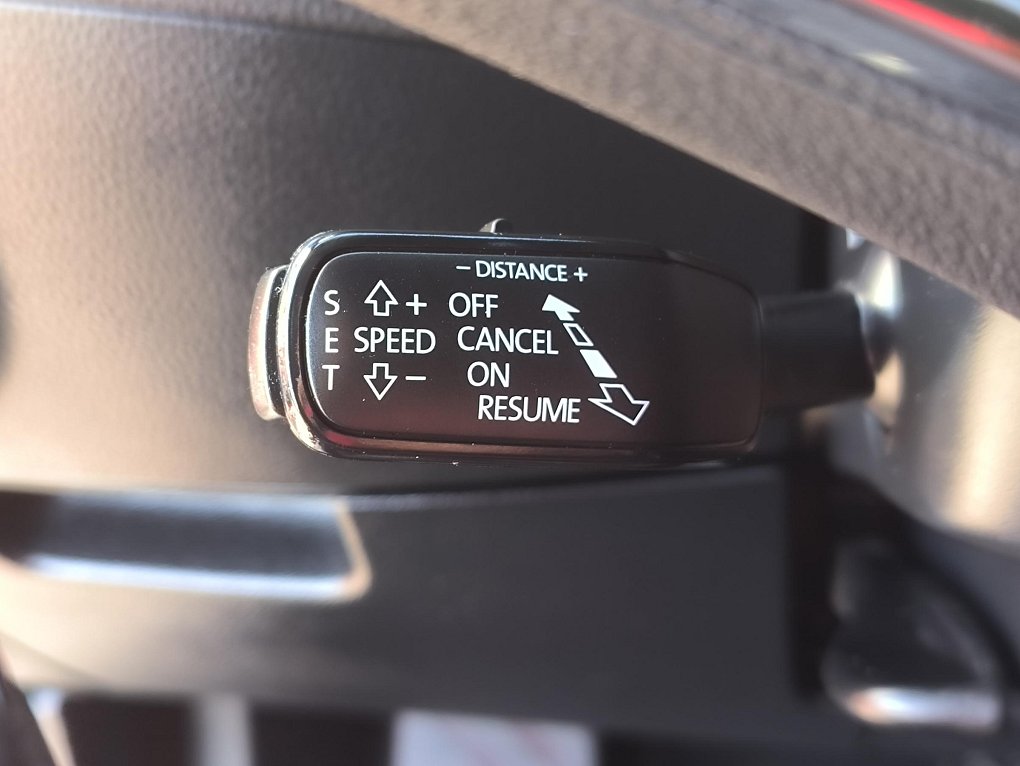 – DISTANCE +
S + OFF
E SPEED CANCEL
T – ON
RESUME